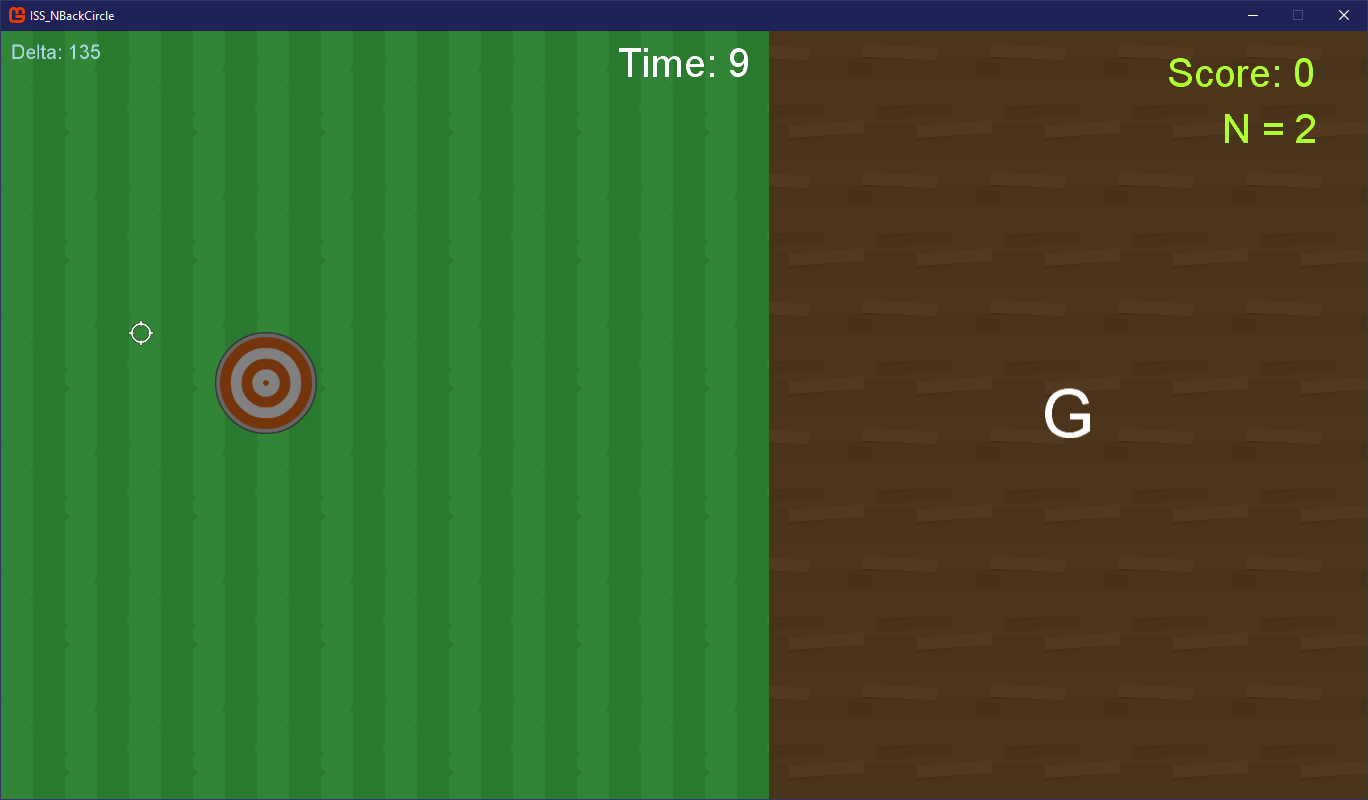 ISS_NBackCircle
Delta: 135
Time: 9
Score: 0
N = 2
G